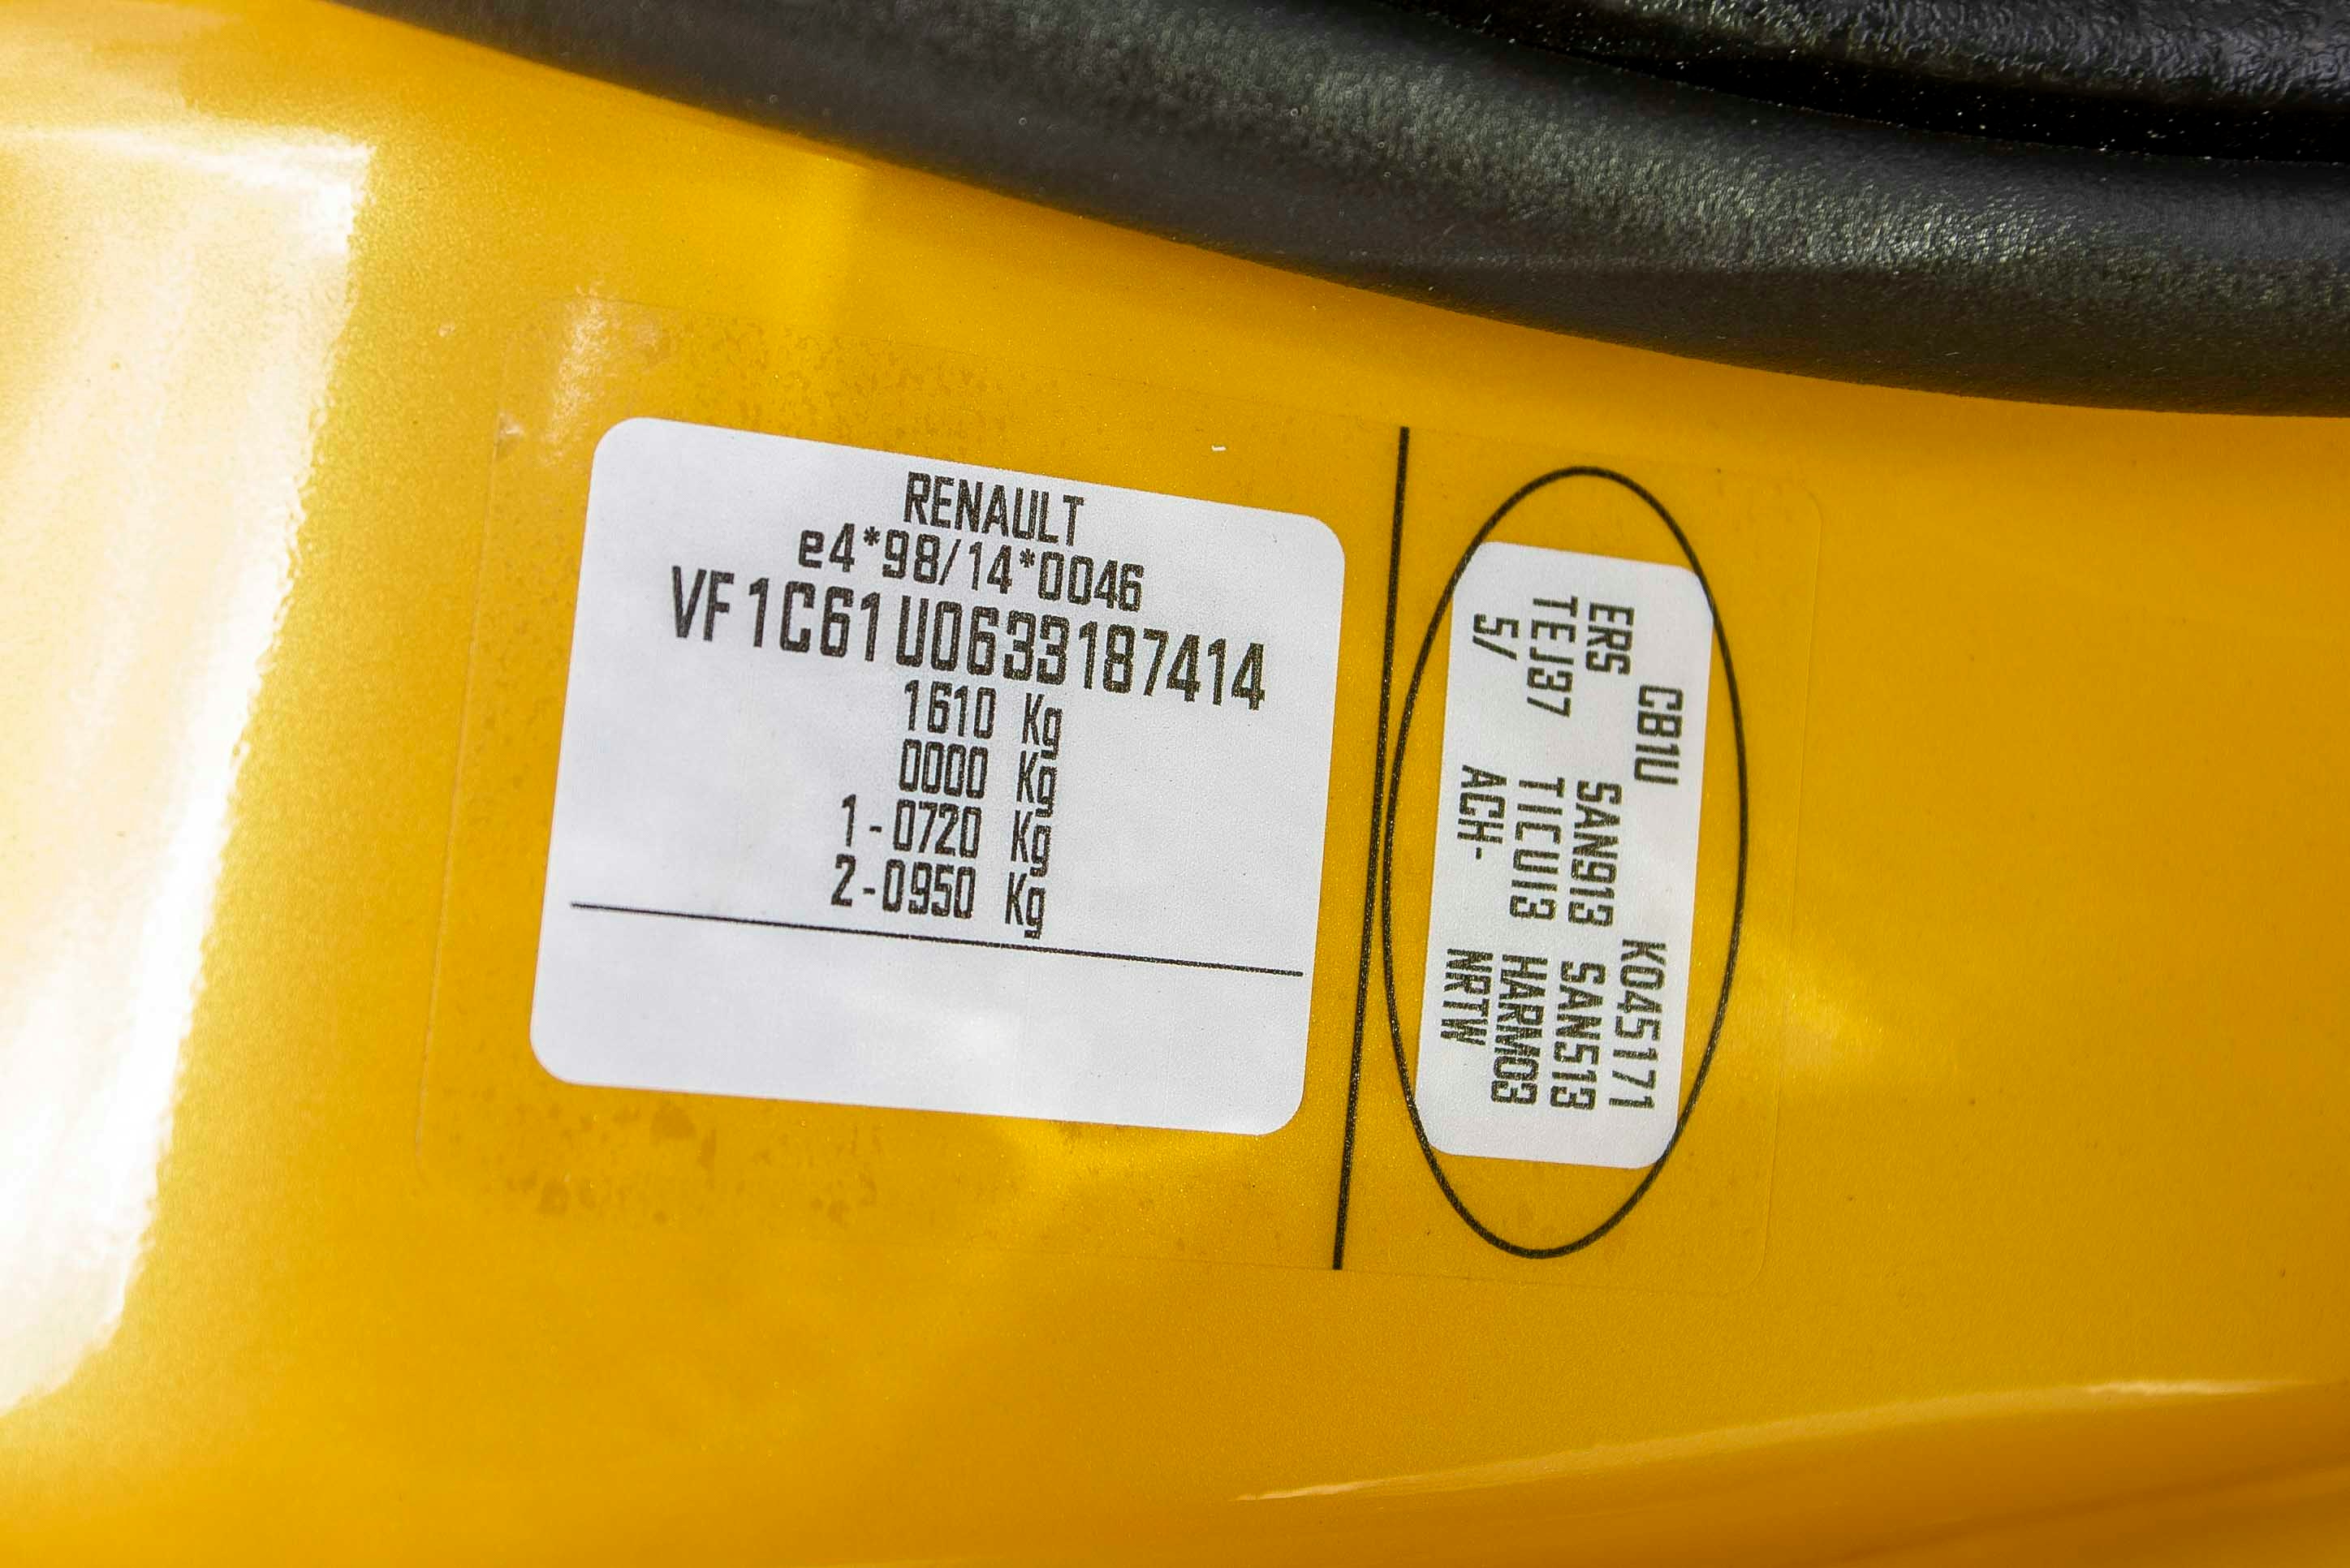 RENAULT
e4*98/14*0046
VF1C61U0633187414
1610 Kg
0000 Kg
1-0720 Kg
2-0950 Kg
CB1U K045171
ERS SAN913 SAN513
TEJ37 TICUI3 HARM03
5/ ACH- NRTW